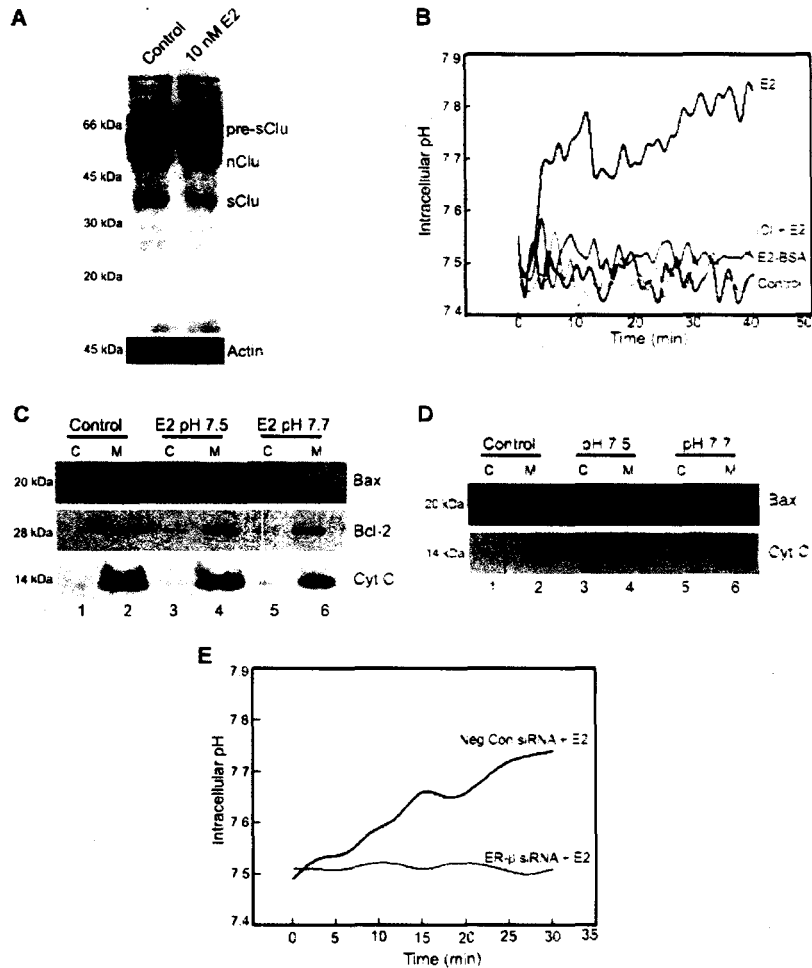 A
Control
10 nM E2
66 kDa
pre-sClu
nClu
45 kDa
sClu
30 kDa
20 kDa
45 kDa
Actin
B
Intracellular pH
7 9
7 8
7 7
7 6
7 5
7 4
E2
+ E2
E2-BSA
Control
0
10
20
30
40
50
Time (min)
C
Control
E2 pH 7.5
E2 pH 7.7
C
M
C
M
C
M
20 kDa
Bax
28 kDa
Bcl-2
14 kDa
Cyt C
1
2
3
4
5
6
D
Control
pH 7 5
pH 7.7
C
M
C
M
C
M
20 kDa
Bax
14 kDa
Cyt C
1
2
3
4
5
6
E
Intracellular pH
7 9
7 8
7 7
7 6
7.5
7 4
Neg Con siRNA + E2
ER-β siRNA + E2
0
5
10
15
20
25
30
35
Time (min)